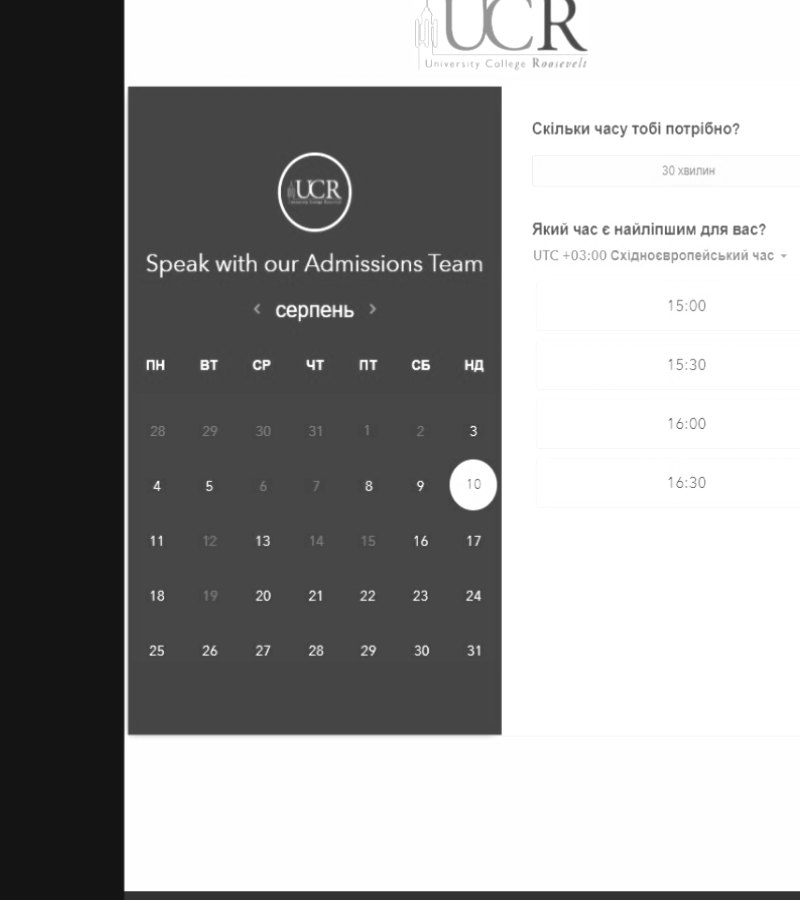 UCR
University College Roosevelt
UCR
Speak with our Admissions Team
‹ серпень ›
ПН ВТ СР ЧТ ПТ СБ НД
28 29 30 31 1 2 3
4 5 6 7 8 9 10
11 12 13 14 15 16 17
18 19 20 21 22 23 24
25 26 27 28 29 30 31
Скільки часу тобі потрібно?
30 хвилин
Який час є найліпшим для вас?
UTC +03:00 Східноєвропейський час
15:00
15:30
16:00
16:30